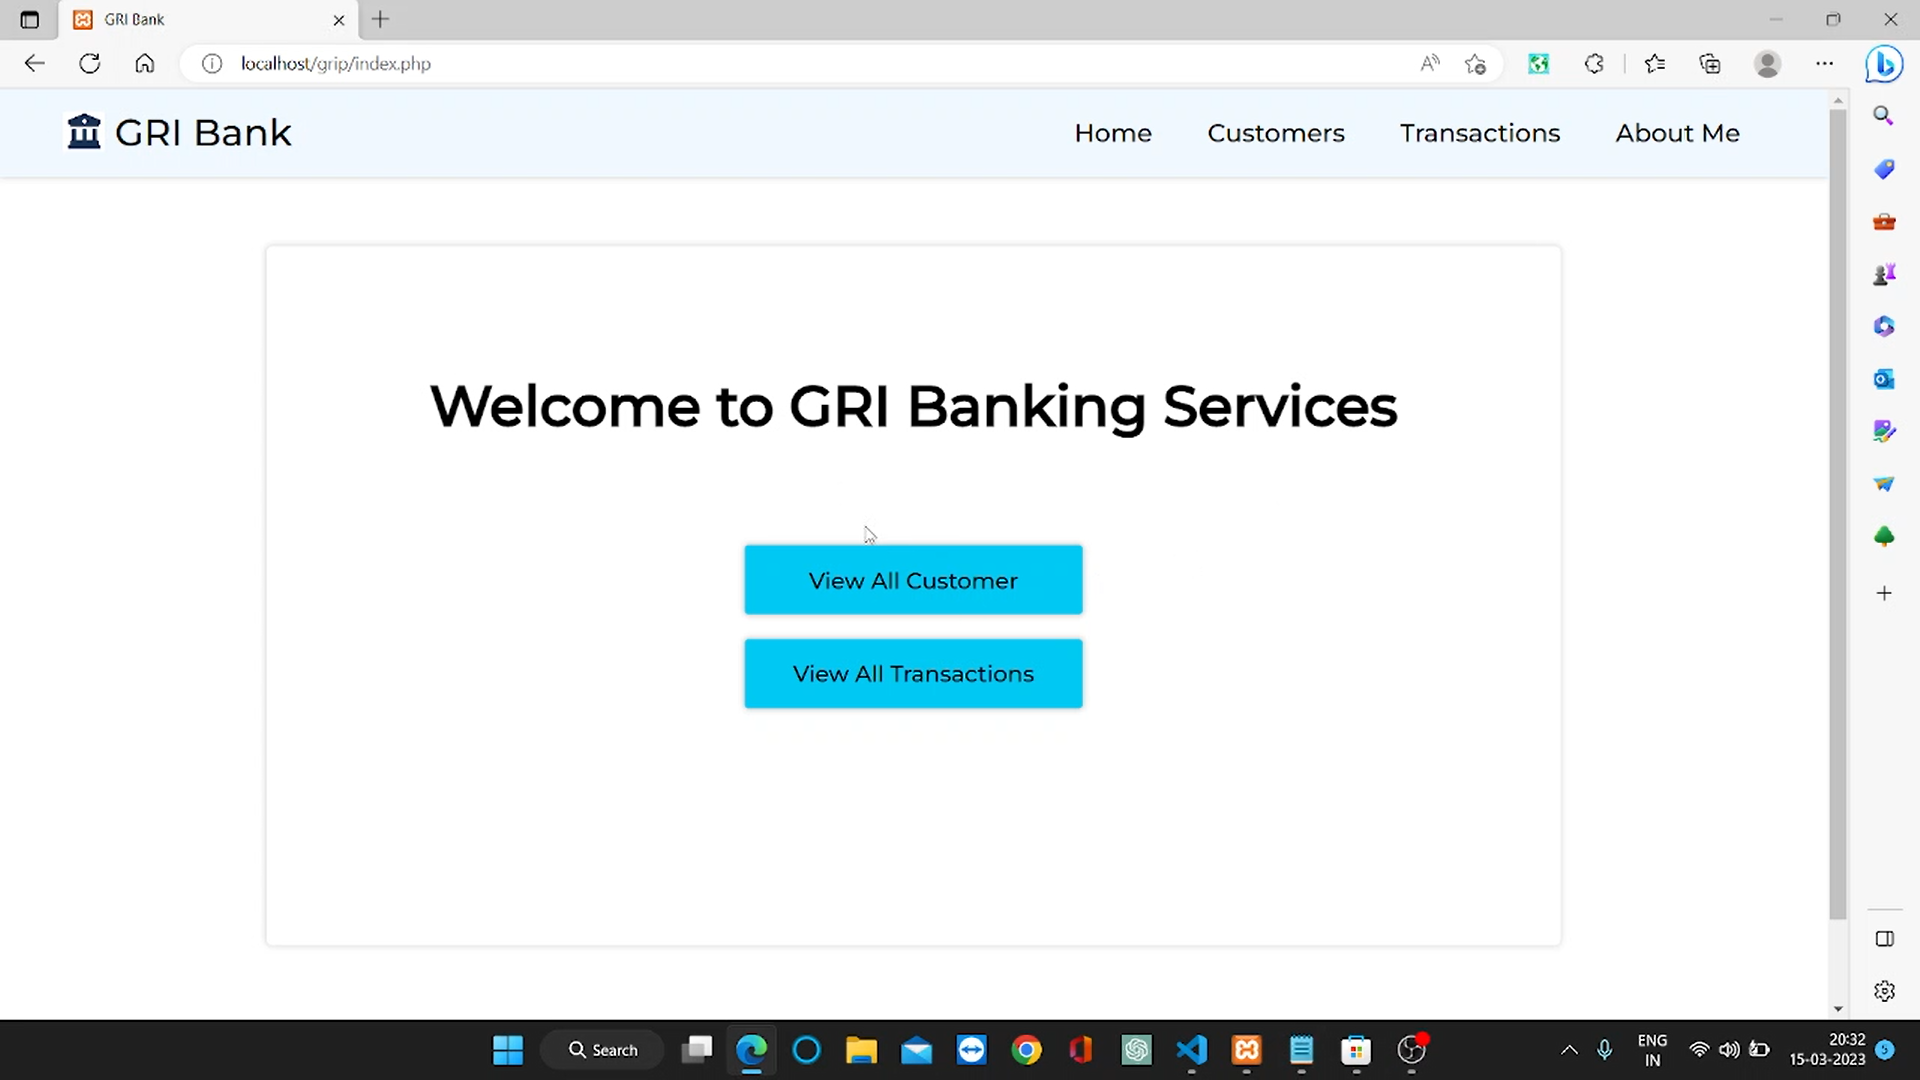 GRI Bank
localhost/grip/index.php
GRI Bank
Home Customers Transactions About Me
Welcome to GRI Banking Services
View All Customer
View All Transactions
Search
ENG
IN
20:32
15-03-2023
5